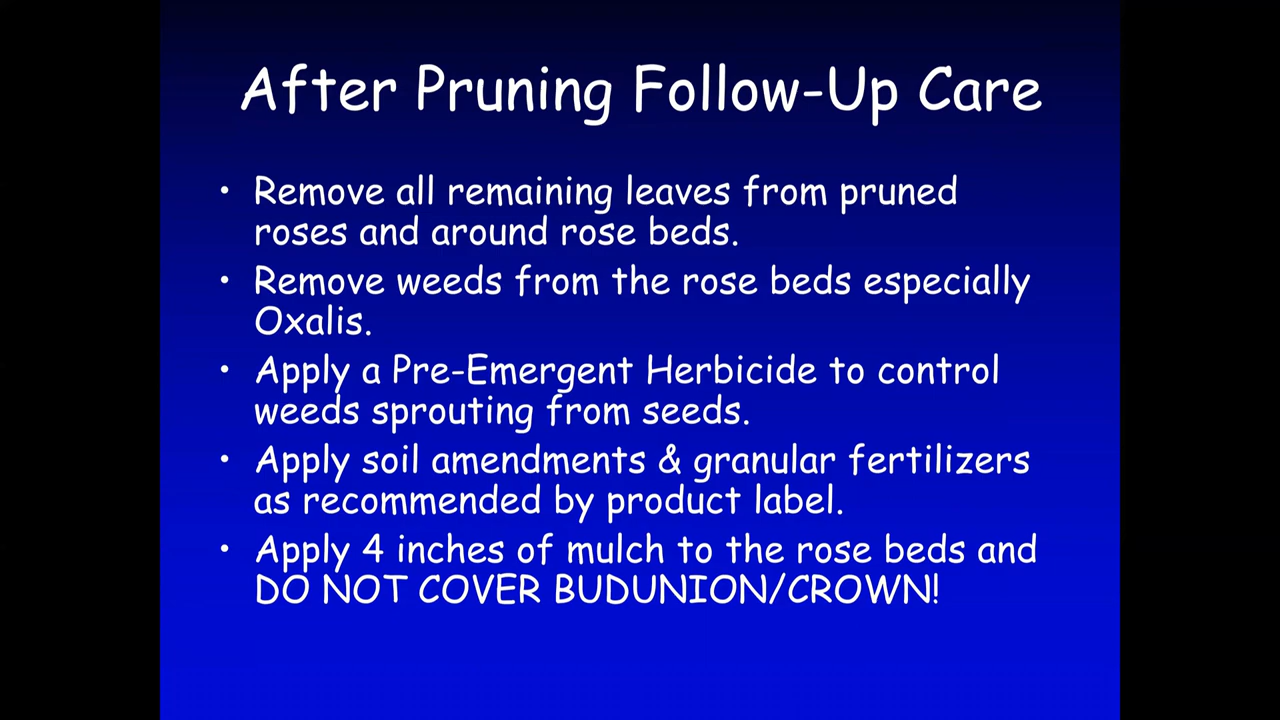 After Pruning Follow-Up Care
• Remove all remaining leaves from pruned
roses and around rose beds.
• Remove weeds from the rose beds especially
Oxalis.
• Apply a Pre-Emergent Herbicide to control
weeds sprouting from seeds.
• Apply soil amendments & granular fertilizers
as recommended by product label.
• Apply 4 inches of mulch to the rose beds and
DO NOT COVER BUDUNION/CROWN!